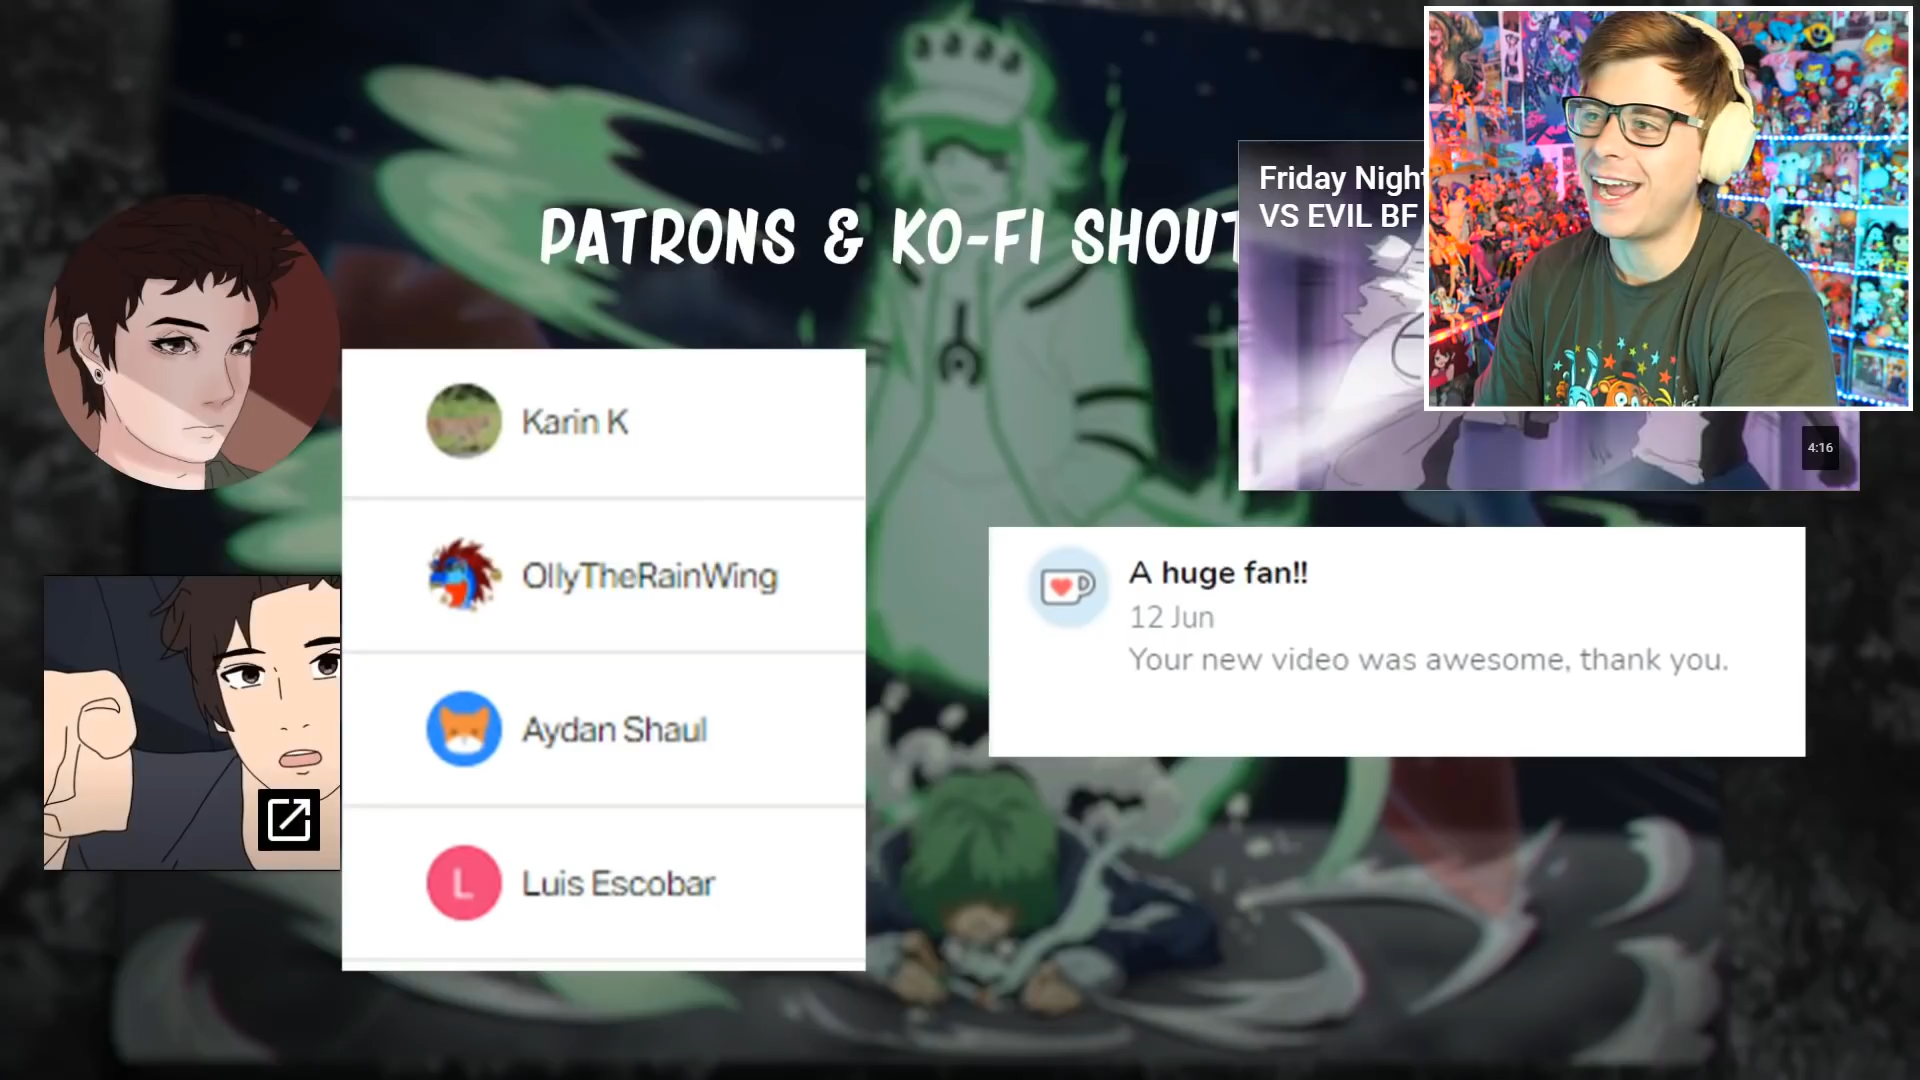 PATRONS & KO-FI SHOUT
Friday Night
VS EVIL BF
4:16
Karin K
OllyTheRainWing
Aydan Shaul
L
Luis Escobar
A huge fan!!
12 Jun
Your new video was awesome, thank you.